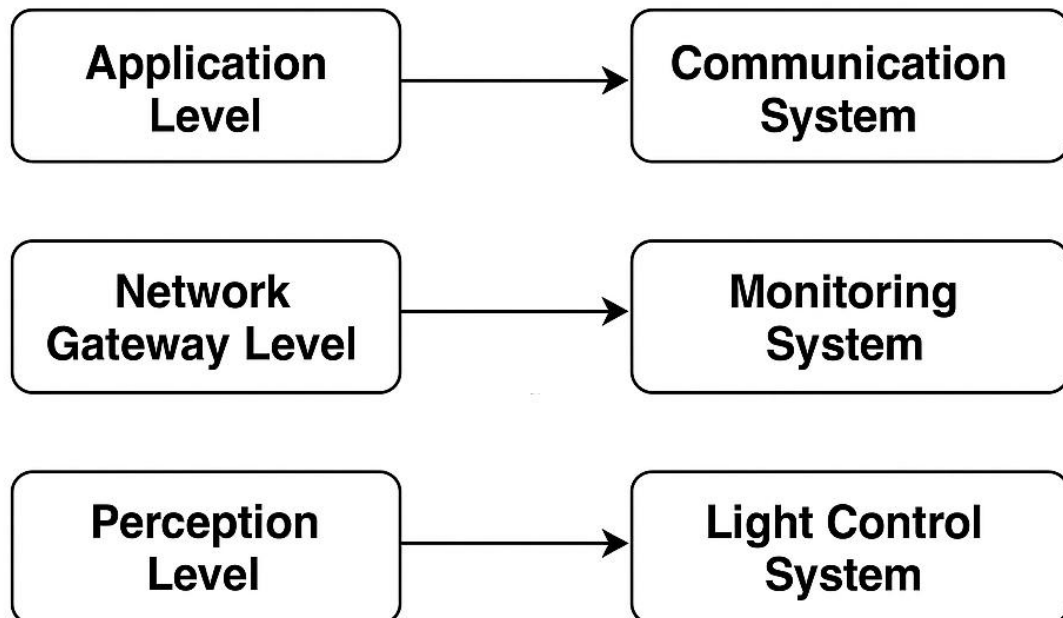 Application
Level
Communication
System
Network
Gateway Level
Monitoring
System
Perception
Level
Light Control
System